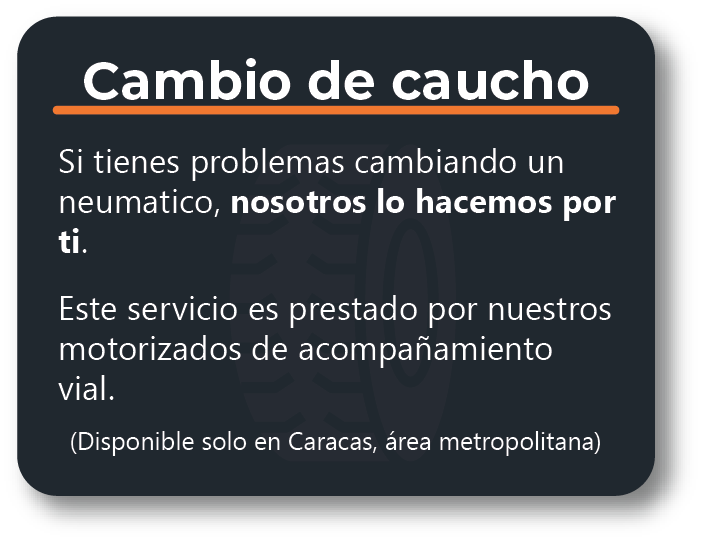 Cambio de caucho
Si tienes problemas cambiando un
neumatico, nosotros lo hacemos por
ti.
Este servicio es prestado por nuestros
motorizados de acompañamiento
vial.
(Disponible solo en Caracas, área metropolitana)